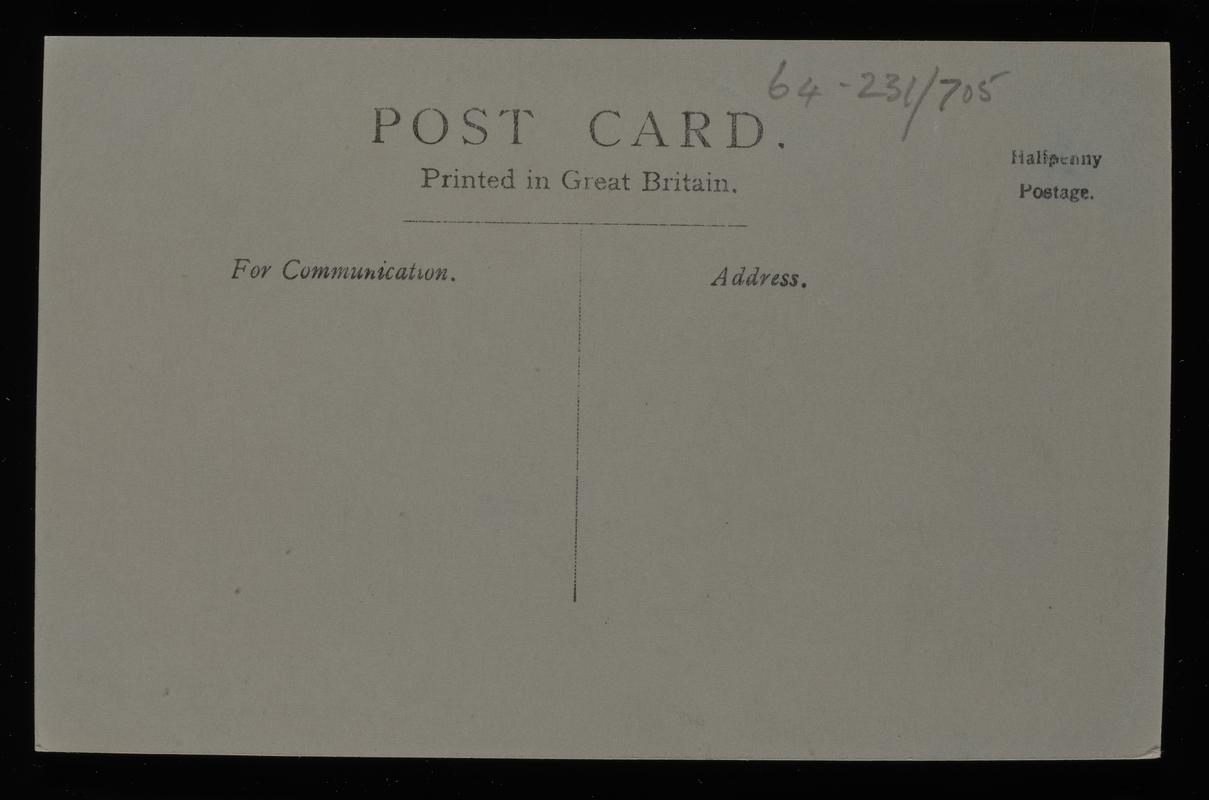 64-231/705
POST CARD.
Printed in Great Britain.
Halfpenny
Postage.
For Communication.
Address.